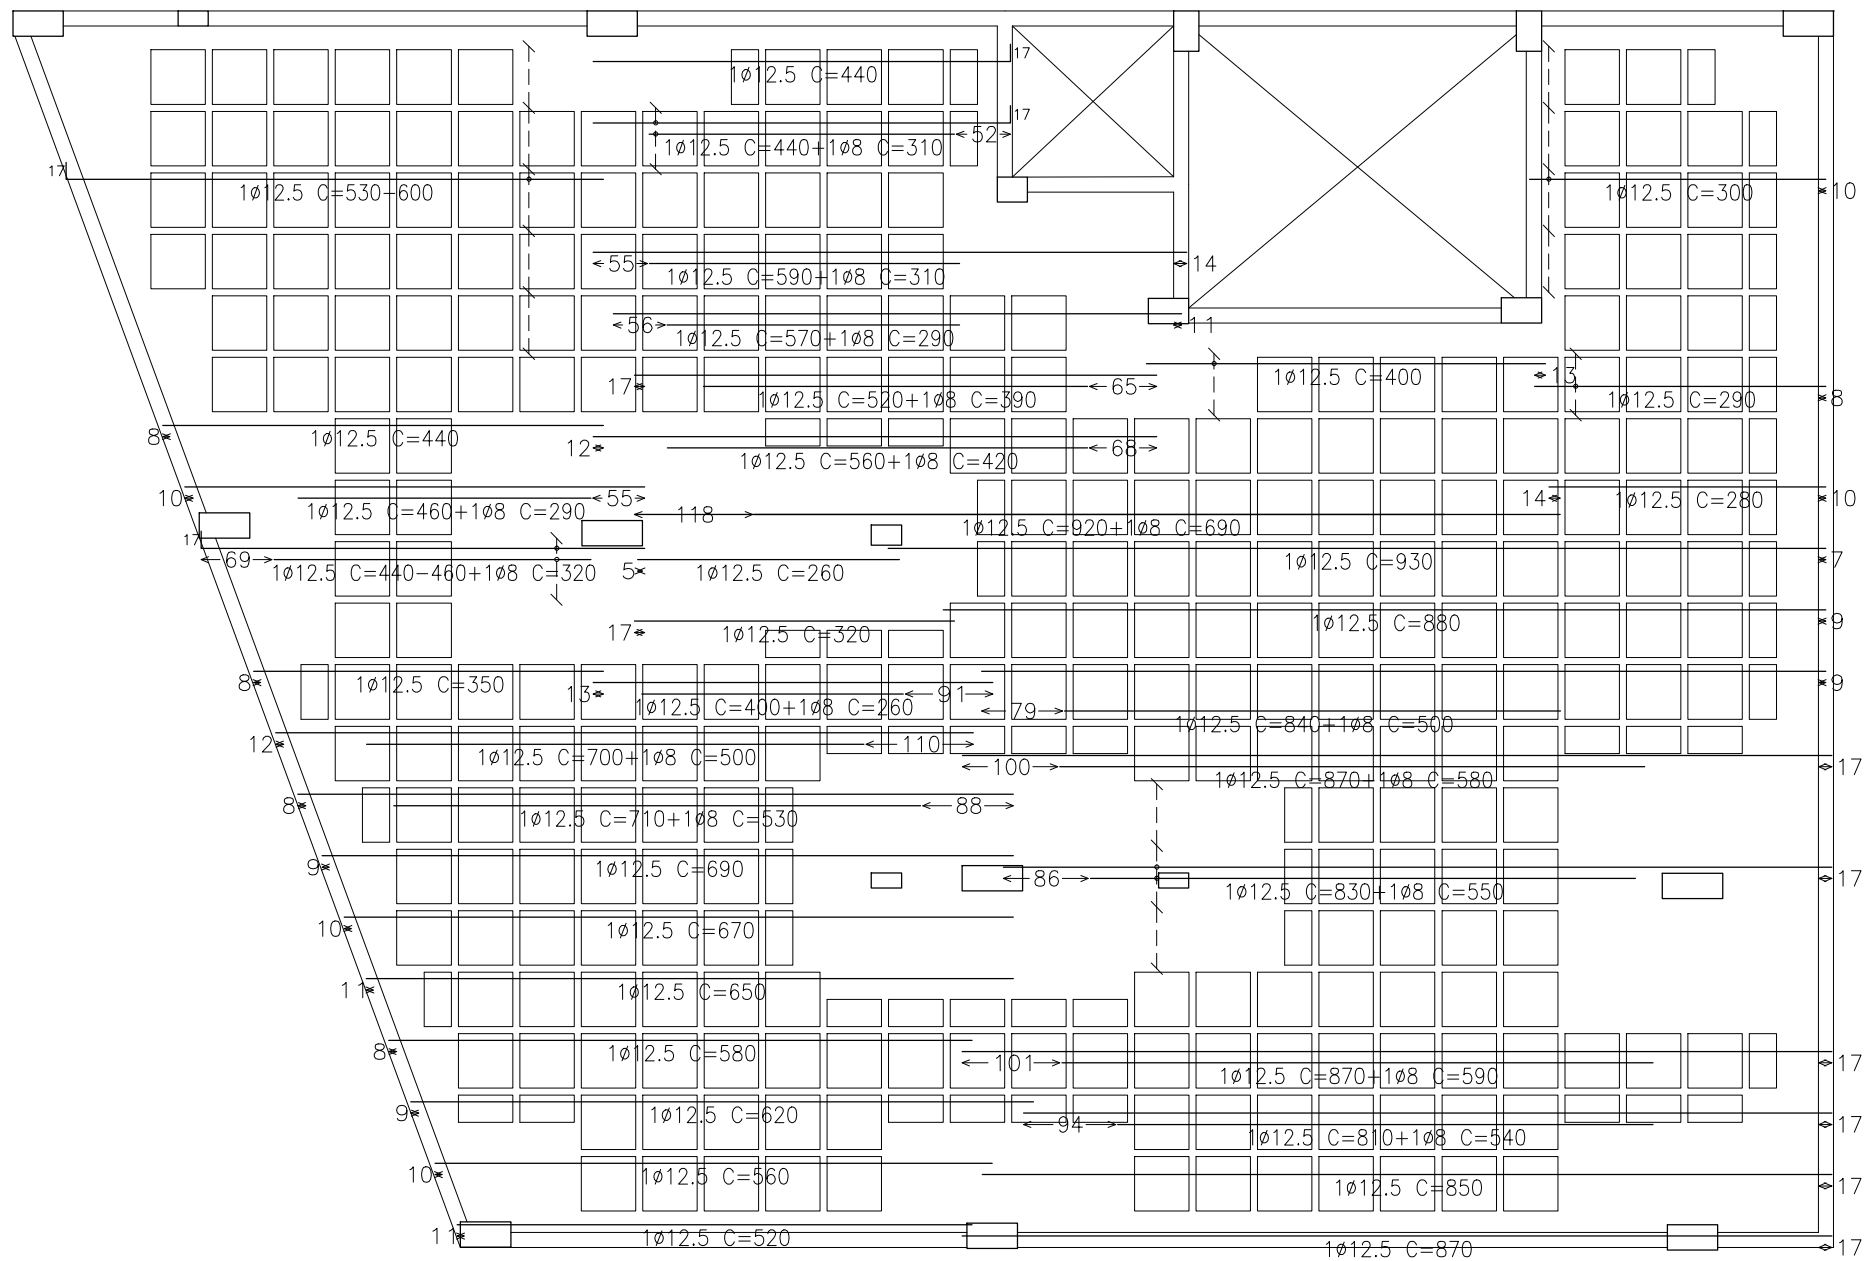 17
1ø12.5 C=440
17
52
1ø12.5 C=440+1ø8 C=310
17
1ø12.5 C=530-600
1ø12.5 C=300
10
55
14
1ø12.5 C=590+1ø8 C=310
56
11
1ø12.5 C=570+1ø8 C=290
1ø12.5 C=400
13
17
65
1ø12.5 C=520+1ø8 C=390
1ø12.5 C=290
8
8
1ø12.5 C=440
12
68
1ø12.5 C=560+1ø8 C=420
10
55
1ø12.5 C=460+1ø8 C=290
14
1ø12.5 C=280
10
118
1ø12.5 C=920+1ø8 C=690
17
69
1ø12.5 C=440-460+1ø8 C=320
5
1ø12.5 C=260
1ø12.5 C=930
7
17
1ø12.5 C=320
1ø12.5 C=880
9
8
1ø12.5 C=350
13
91
1ø12.5 C=400+1ø8 C=260
9
79
1ø12.5 C=840+1ø8 C=500
12
110
1ø12.5 C=700+1ø8 C=500
100
17
1ø12.5 C=870+1ø8 C=580
8
88
1ø12.5 C=710+1ø8 C=530
9
1ø12.5 C=690
86
17
1ø12.5 C=830+1ø8 C=550
10
1ø12.5 C=670
11
1ø12.5 C=650
8
1ø12.5 C=580
101
17
1ø12.5 C=870+1ø8 C=590
9
1ø12.5 C=620
94
17
1ø12.5 C=810+1ø8 C=540
10
1ø12.5 C=560
1ø12.5 C=850
17
11
1ø12.5 C=520
1ø12.5 C=870
17